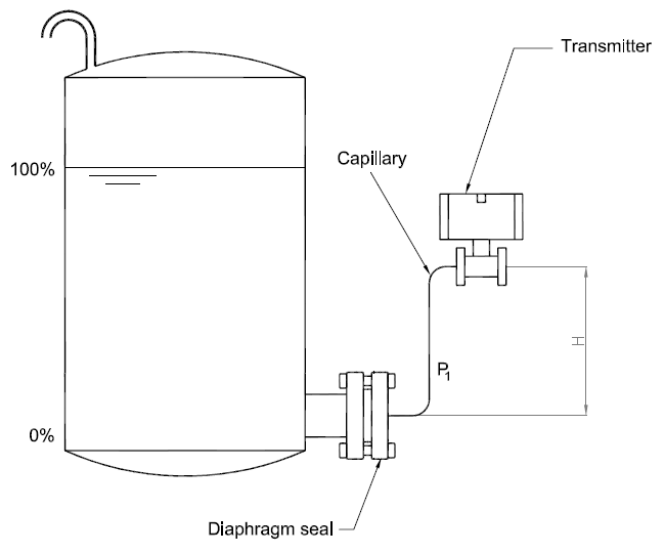 Transmitter
Capillary
100%
H
P1
0%
Diaphragm seal